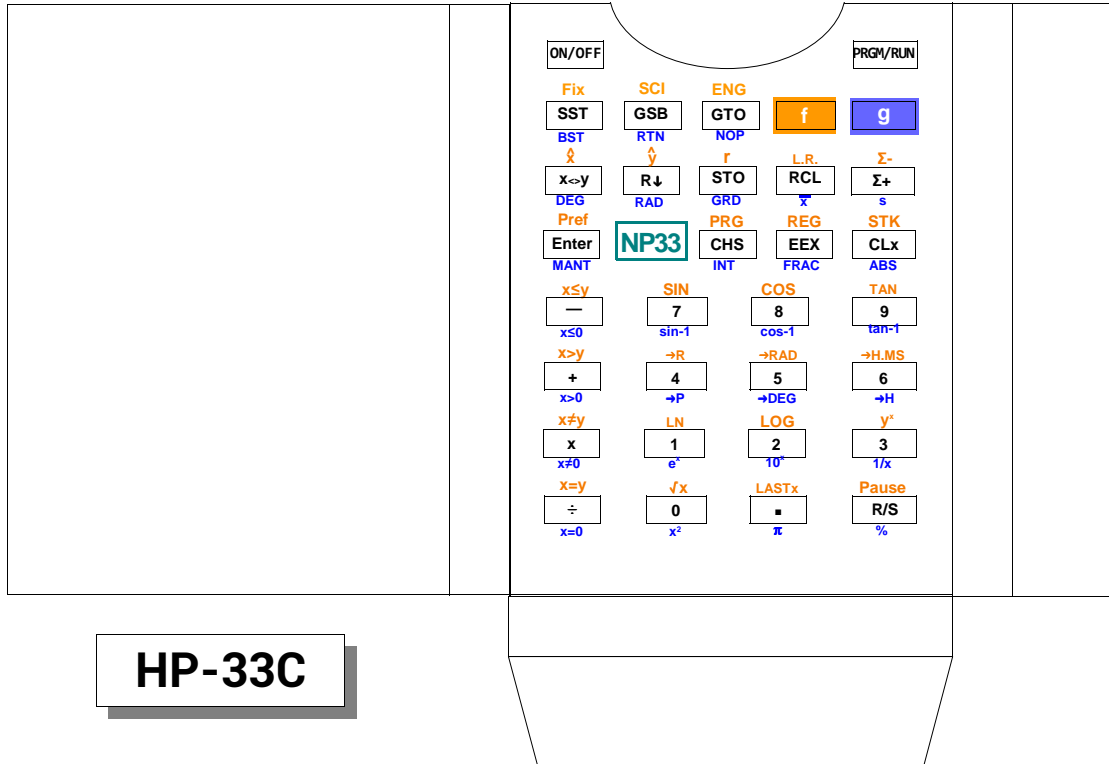 ON/OFF PRGM/RUN
Fix SCI ENG
SST GSB GTO f g
BST RTN NOP
x̂ ŷ r L.R. Σ-
x<>y R↓ STO RCL Σ+
DEG RAD GRD x̅ s
Pref PRG REG STK
Enter NP33 CHS EEX CLx
MANT INT FRAC ABS
x≤y SIN COS TAN
— 7 8 9
x≤0 sin-1 cos-1 tan-1
x>y →R →RAD →H.MS
+ 4 5 6
x>0 →P →DEG →H
x≠y LN LOG yˣ
x 1 2 3
x≠0 eˣ 10ˣ 1/x
x=y √x LASTx Pause
÷ 0 . R/S
x=0 x² π %
HP-33C